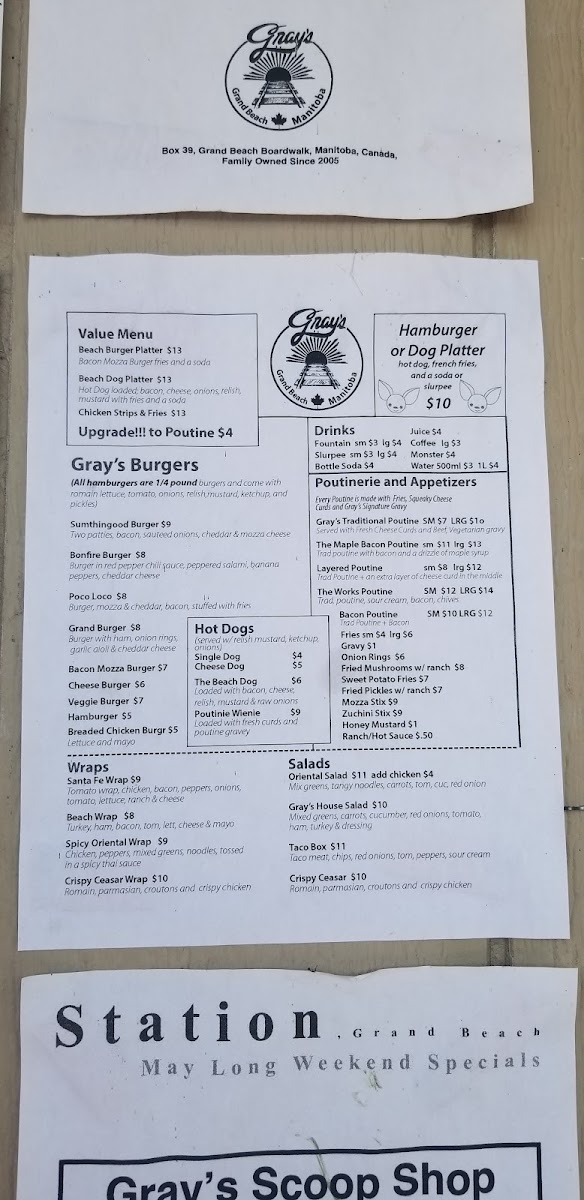 Gray's
Grand Beach Manitoba
Box 39, Grand Beach Boardwalk, Manitoba, Canada,
Family Owned Since 2005
Value Menu
Beach Burger Platter $13
Bacon Mozza Burger fries and a soda
Beach Dog Platter $13
Hot Dog loaded; bacon, cheese, onions, relish,
mustard with fries and a soda
Chicken Strips & Fries $13
Upgrade!!! to Poutine $4
Gray's
Grand Beach Manitoba
Hamburger
or Dog Platter
hot dog, french fries,
and a soda or
slurpee
$10
Drinks
Fountain sm $3 lg $4
Slurpee sm $3 lg $4
Bottle Soda $4
Juice $4
Coffee lg $3
Monster $4
Water 500ml $3 1L $4
Gray's Burgers
(All hamburgers are 1/4 pound burgers and come with
romain lettuce, tomato, onions, relish, mustard, ketchup, and
pickles)
Sumthingood Burger $9
Two patties, bacon, sauteed onions, cheddar & mozza cheese
Bonfire Burger $8
Burger in red pepper chili sauce, peppered salami, banana
peppers, cheddar cheese
Poco Loco $8
Burger, mozza & cheddar, bacon, stuffed with fries
Grand Burger $8
Burger with ham, onion rings,
garlic aioli & cheddar cheese
Bacon Mozza Burger $7
Cheese Burger $6
Veggie Burger $7
Hamburger $5
Breaded Chicken Burgr $5
Lettuce and mayo
Hot Dogs
(served w/ relish mustard, ketchup,
onions)
Single Dog $4
Cheese Dog $5
The Beach Dog $6
Loaded with bacon, cheese,
relish, mustard & raw onions
Poutinie Wienie $9
Loaded with fresh curds and
poutine gravey
Poutinerie and Appetizers
Every Poutine is made with Fries, Squeaky Cheese
Curds and Gray's Signature Gravy
Gray's Traditional Poutine SM $7 LRG $1o
Served with Fresh Cheese Curds and Beef, Vegetarian gravy
The Maple Bacon Poutine sm $11 lrg $13
Trad poutine with bacon and a drizzle of maple syrup
Layered Poutine sm $8 lrg $12
Trad Poutine + an extra layer of cheese curd in the middle
The Works Poutine SM $12 LRG $14
Trad, poutine, sour cream, bacon, chives
Bacon Poutine SM $10 LRG $12
Trad Poutine + Bacon
Fries sm $4 lrg $6
Gravy $1
Onion Rings $6
Fried Mushrooms w/ ranch $8
Sweet Potato Fries $7
Fried Pickles w/ ranch $7
Mozza Stix $9
Zuchini Stix $9
Honey Mustard $1
Ranch/Hot Sauce $.50
Wraps
Santa Fe Wrap $9
Tomato wrap, chicken, bacon, peppers, onions,
tomato, lettuce, ranch & cheese
Beach Wrap $8
Turkey, ham, bacon, tom, lett, cheese & mayo
Spicy Oriental Wrap $9
Chicken, peppers, mixed greens, noodles, tossed
in a spicy thai sauce
Crispy Ceasar Wrap $10
Romain, parmasian, croutons and crispy chicken
Salads
Oriental Salad $11 add chicken $4
Mix greens, tangy noodles, carrots, tom, cuc, red onion
Gray's House Salad $10
Mixed greens, carrots, cucumber, red onions, tomato,
ham, turkey & dressing
Taco Box $11
Taco meat, chips, red onions, tom, peppers, sour cream
Crispy Ceasar $10
Romain, parmasian, croutons and crispy chicken
Station, Grand Beach
May Long Weekend Specials
Gray's Scoop Shop